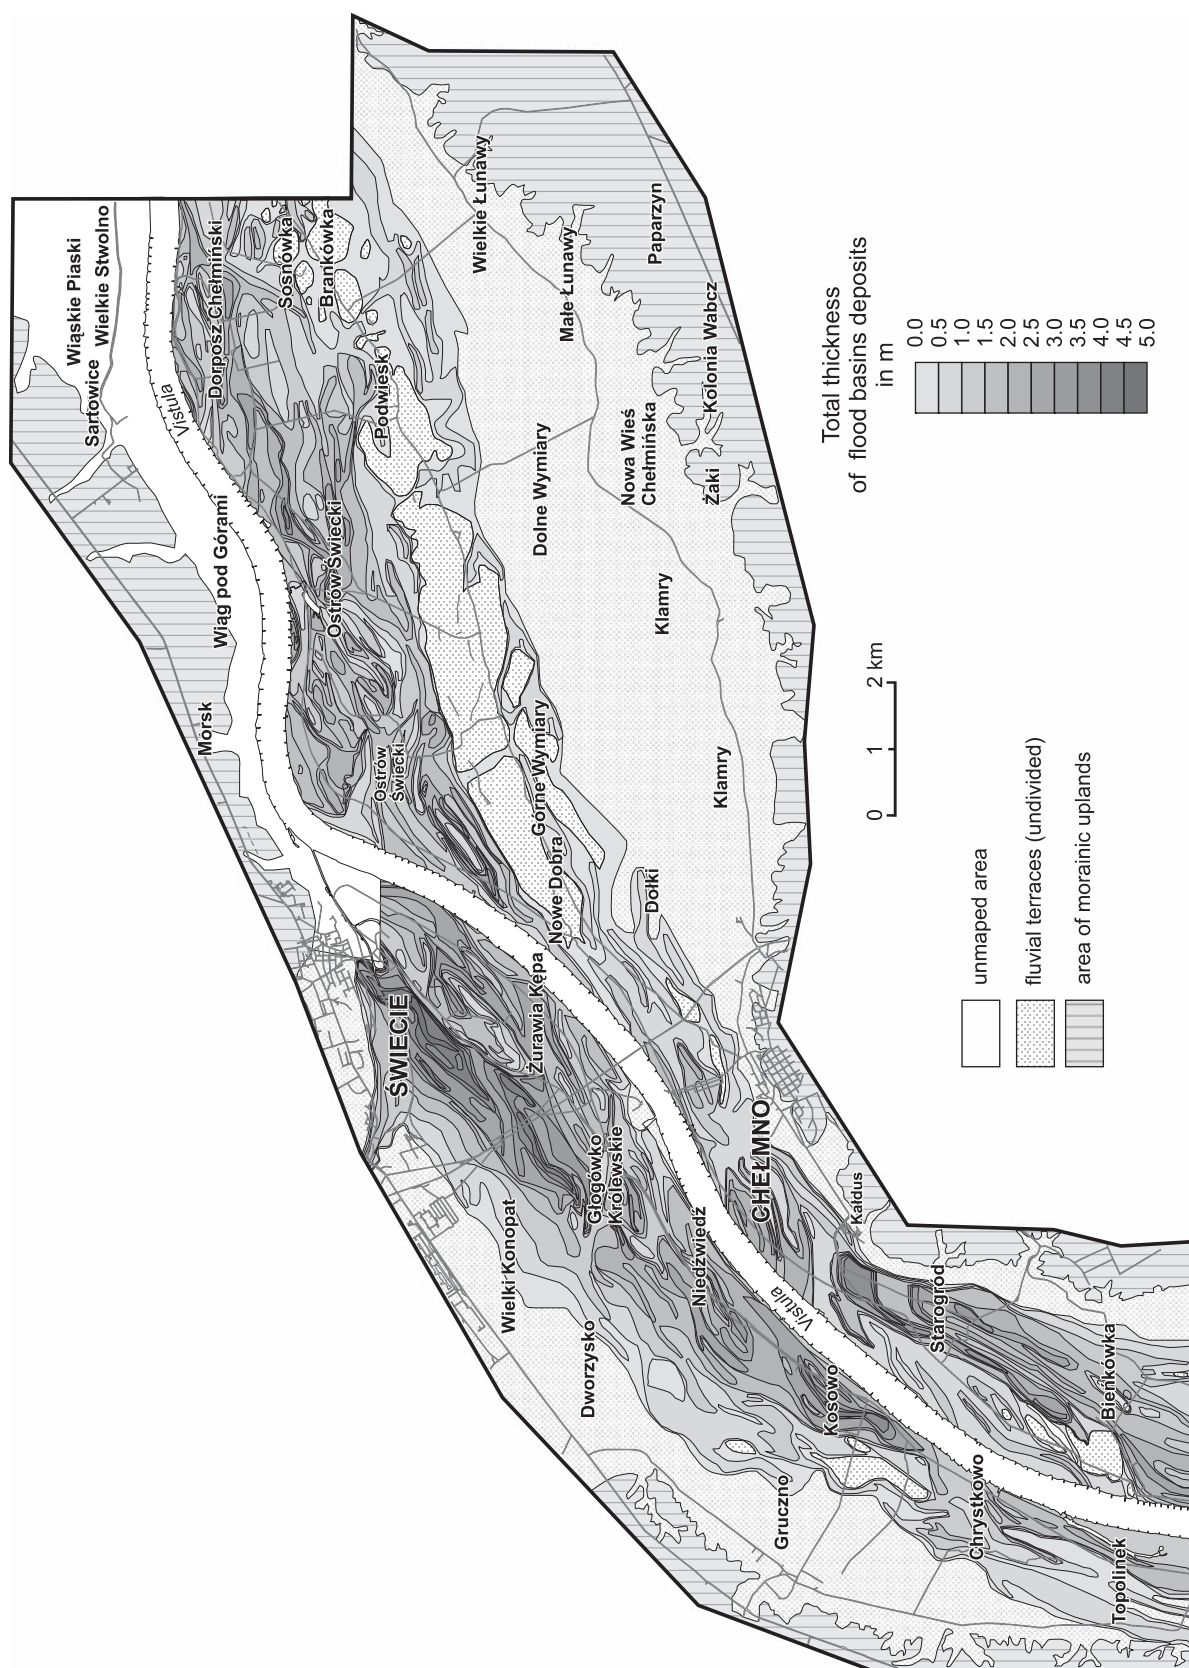 Wiąskie Piaski
Wielkie Stwolno
Sartowice
Vistula
Dorposz Chełmiński
Sosnówka
Brankówka
Wielkie Łunawy
Małe Łunawy
Paparzyn
Kolonia Wabcz
Podwiesk
Wiąg pod Górami
Ostrów Świecki
Dolne Wymiary
Nowa Wieś
Chełmińska
Żaki
Klamry
Morsk
Ostrów
Świecki
Górne Wymiary
Klamry
Nowe Dobra
Dołki
ŚWIECIE
Żurawia Kępa
Głogówko
Królewskie
CHEŁMNO
Kałdus
Wielki Konopat
Niedźwiedź
Vistula
Dworzysko
Kosowo
Starogród
Bieńkówka
Gruczno
Chrystkowo
Topolinek
Total thickness
of flood basins deposits
in m
0.0
0.5
1.0
1.5
2.0
2.5
3.0
3.5
4.0
4.5
5.0
0 1 2 km
unmaped area
fluvial terraces (undivided)
area of morainic uplands